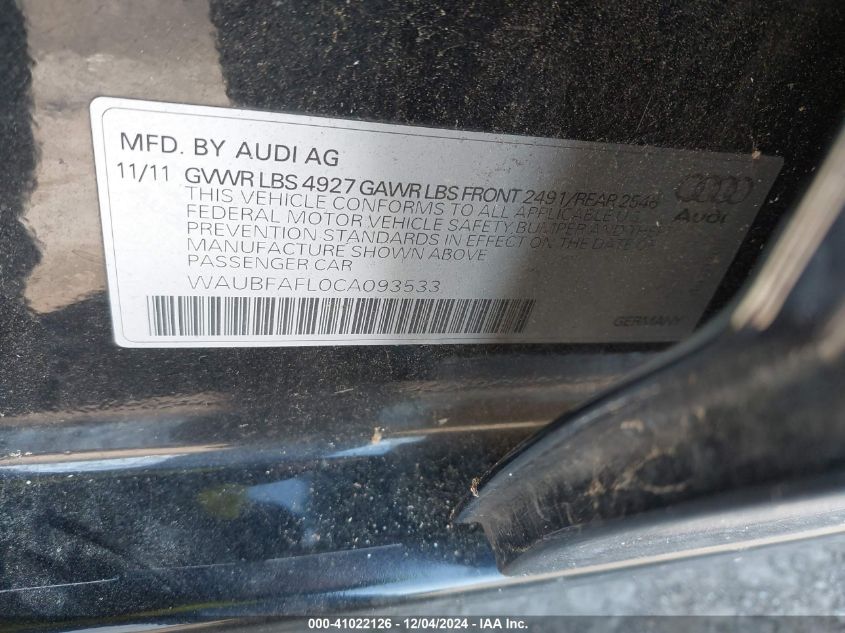 MFD. BY AUDI AG
11/11 GVWR LBS 4927 GAWR LBS FRONT 2491/REAR 2546
THIS VEHICLE CONFORMS TO ALL APPLICABLE U.S.
FEDERAL MOTOR VEHICLE SAFETY, BUMPER AND THEFT
PREVENTION STANDARDS IN EFFECT ON THE DATE OF
MANUFACTURE SHOWN ABOVE
PASSENGER CAR
WAUBFAFL0CA093533
Audi
GERMANY
000-41022126 - 12/04/2024 - IAA Inc.